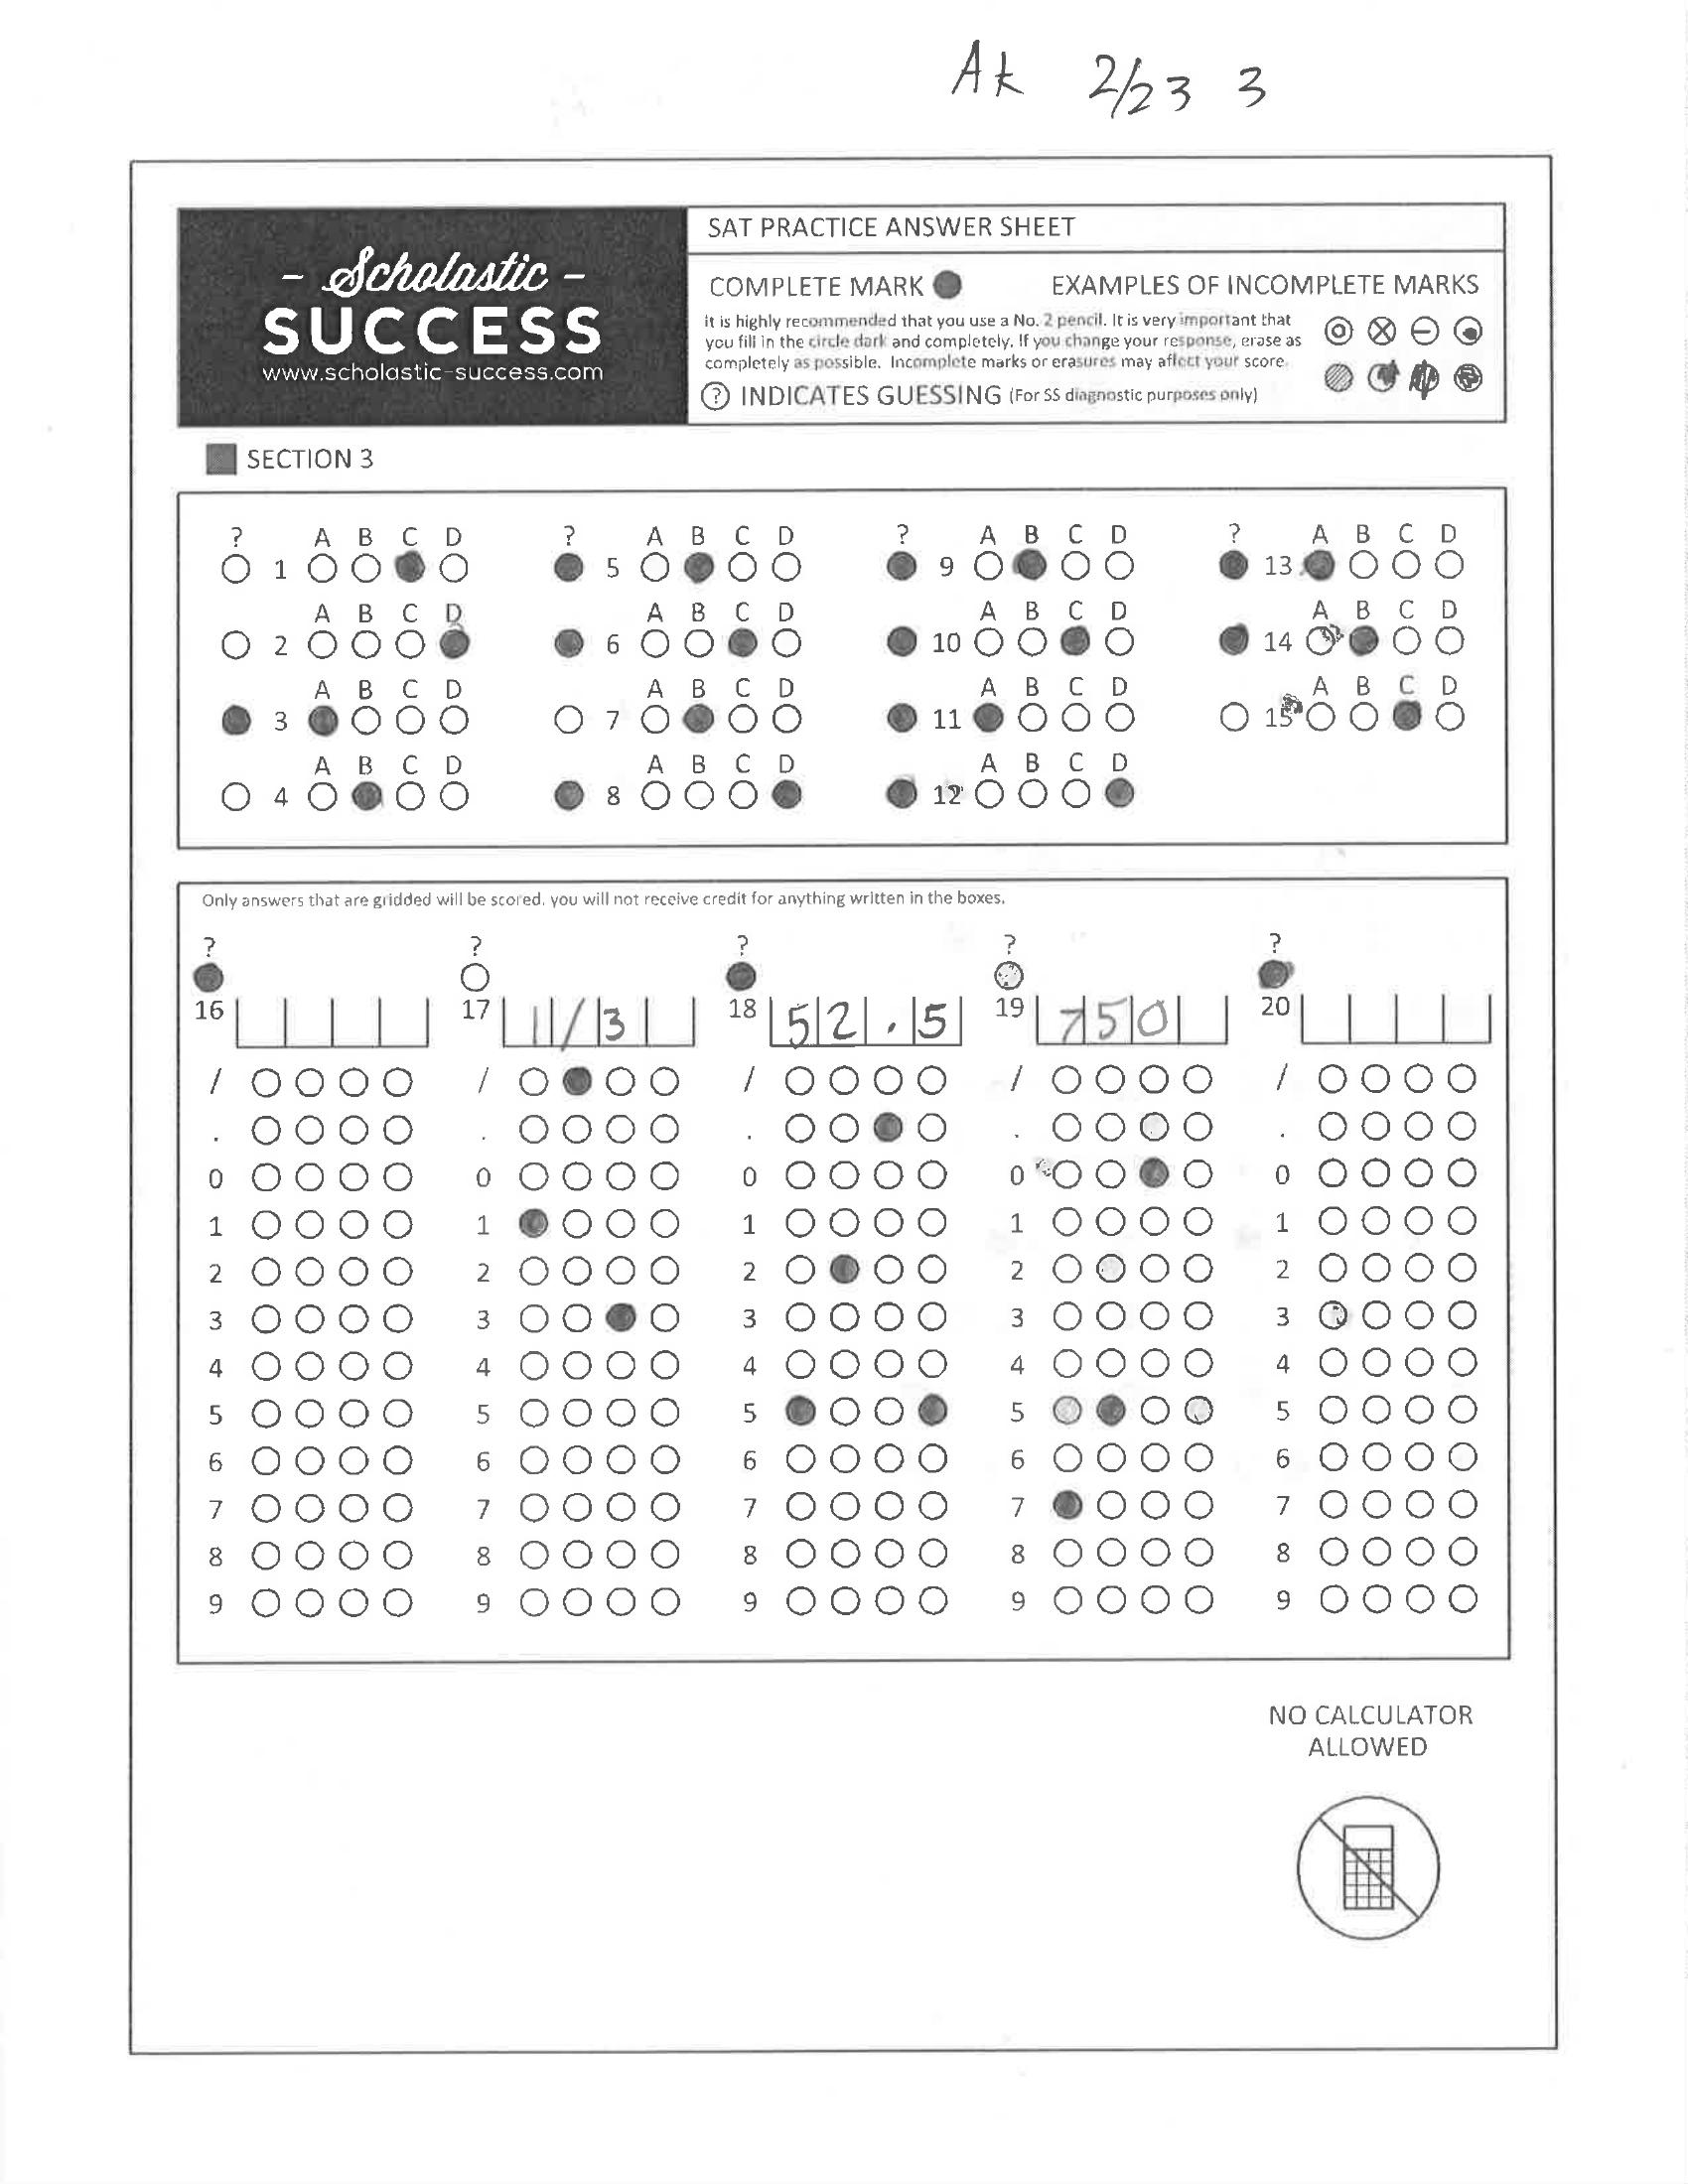 Ak 2/23 3
- Scholastic -
SUCCESS
www.scholastic-success.com
SAT PRACTICE ANSWER SHEET
COMPLETE MARK EXAMPLES OF INCOMPLETE MARKS
It is highly recommended that you use a No. 2 pencil. It is very important that
you fill in the circle dark and completely. If you change your response, erase as
completely as possible. Incomplete marks or erasures may affect your score.
? INDICATES GUESSING (For SS diagnostic purposes only)
SECTION 3
? A B C D ? A B C D ? A B C D ? A B C D
1 5 9 13
A B C D A B C D A B C D A B C D
2 6 10 14
A B C D A B C D A B C D A B C D
3 7 11 15
A B C D A B C D A B C D
4 8 12
Only answers that are gridded will be scored. you will not receive credit for anything written in the boxes.
? ? ? ? ?
16 17 1/3 18 52.5 19 750 20
/ / / / /
. . . . .
0 0 0 0 0
1 1 1 1 1
2 2 2 2 2
3 3 3 3 3
4 4 4 4 4
5 5 5 5 5
6 6 6 6 6
7 7 7 7 7
8 8 8 8 8
9 9 9 9 9
NO CALCULATOR
ALLOWED